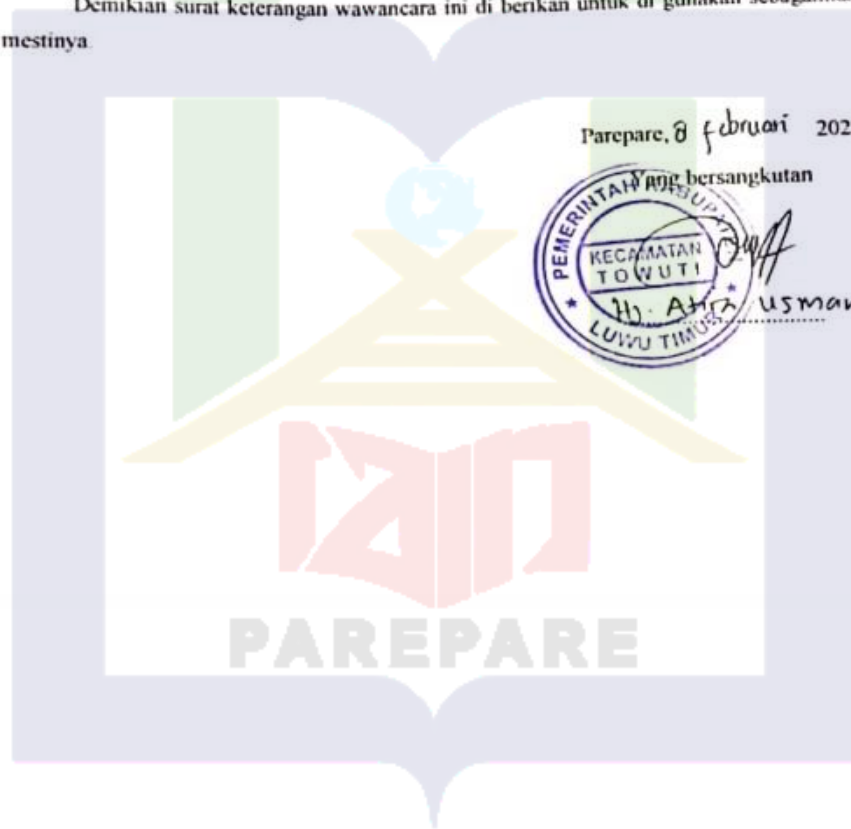 Demikian surat keterangan wawancara ini di berikan untuk di gunakan
mestinya.
Parepare, 8 februari 202
Yang bersangkutan
PEMERINTAH KABUPATEN
KECAMATAN
TOWUTI
LUWU TIMUR
Hj. Atira Usman
iain
PAREPARE